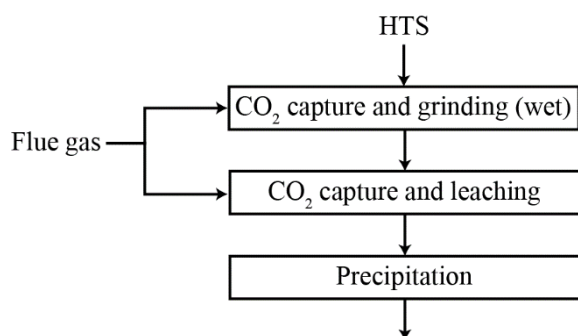 HTS
CO₂ capture and grinding (wet)
Flue gas
CO₂ capture and leaching
Precipitation